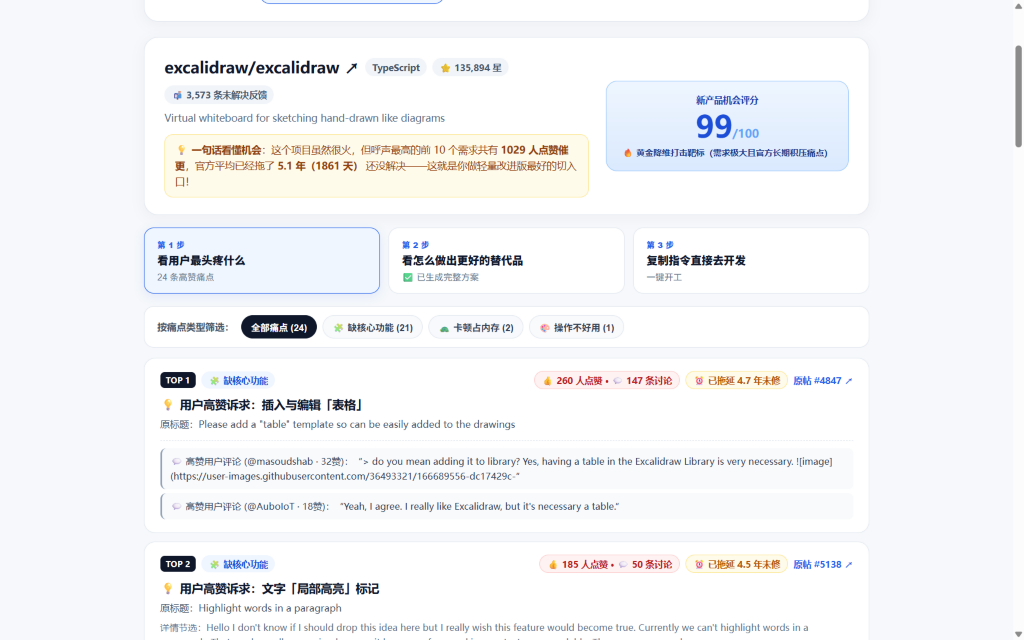 excalidraw/excalidraw ↗ TypeScript ⭐ 135,894 星
📬 3,573 条未解决反馈
Virtual whiteboard for sketching hand-drawn like diagrams
💡 一句话看懂机会：这个项目虽然很火，但呼声最高的前 10 个需求共有 1029 人点赞催
更，官方平均已经拖了 5.1 年（1861 天） 还没解决——这就是你做轻量改进版最好的切入
口！
新产品机会评分
99/100
🔥 黄金降维打击靶标（需求极大且官方长期积压痛点）
第 1 步
看用户最头疼什么
24 条高赞痛点
第 2 步
看怎么做出更好的替代品
✅ 已生成完整方案
第 3 步
复制指令直接去开发
一键开工
按痛点类型筛选： 全部痛点 (24) 🧩 缺核心功能 (21) 🐢 卡顿占内存 (2) 🧠 操作不好用 (1)
TOP 1 🧩 缺核心功能 👍 260 人点赞 • 💬 147 条讨论 ⏰ 已拖延 4.7 年未修 原帖 #4847 ↗
💡 用户高赞诉求：插入与编辑「表格」
原标题：Please add a "table" template so can be easily added to the drawings
💬 高赞用户评论 (@masoudshab · 32赞)： “> do you mean adding it to library? Yes, having a table in the Excalidraw Library is very necessary. ![image]
(https://user-images.githubusercontent.com/36493321/166689556-dc17429c-”
💬 高赞用户评论 (@AuboIoT · 18赞)： “Yeah, I agree. I really like Excalidraw, but it's necessary a table.”
TOP 2 🧩 缺核心功能 👍 185 人点赞 • 💬 50 条讨论 ⏰ 已拖延 4.5 年未修 原帖 #5138 ↗
💡 用户高赞诉求：文字「局部高亮」标记
原标题：Highlight words in a paragraph
详情节选：Hello I don't know if I should drop this idea here but I really wish this feature would become true. Currently we can't highlight words in a